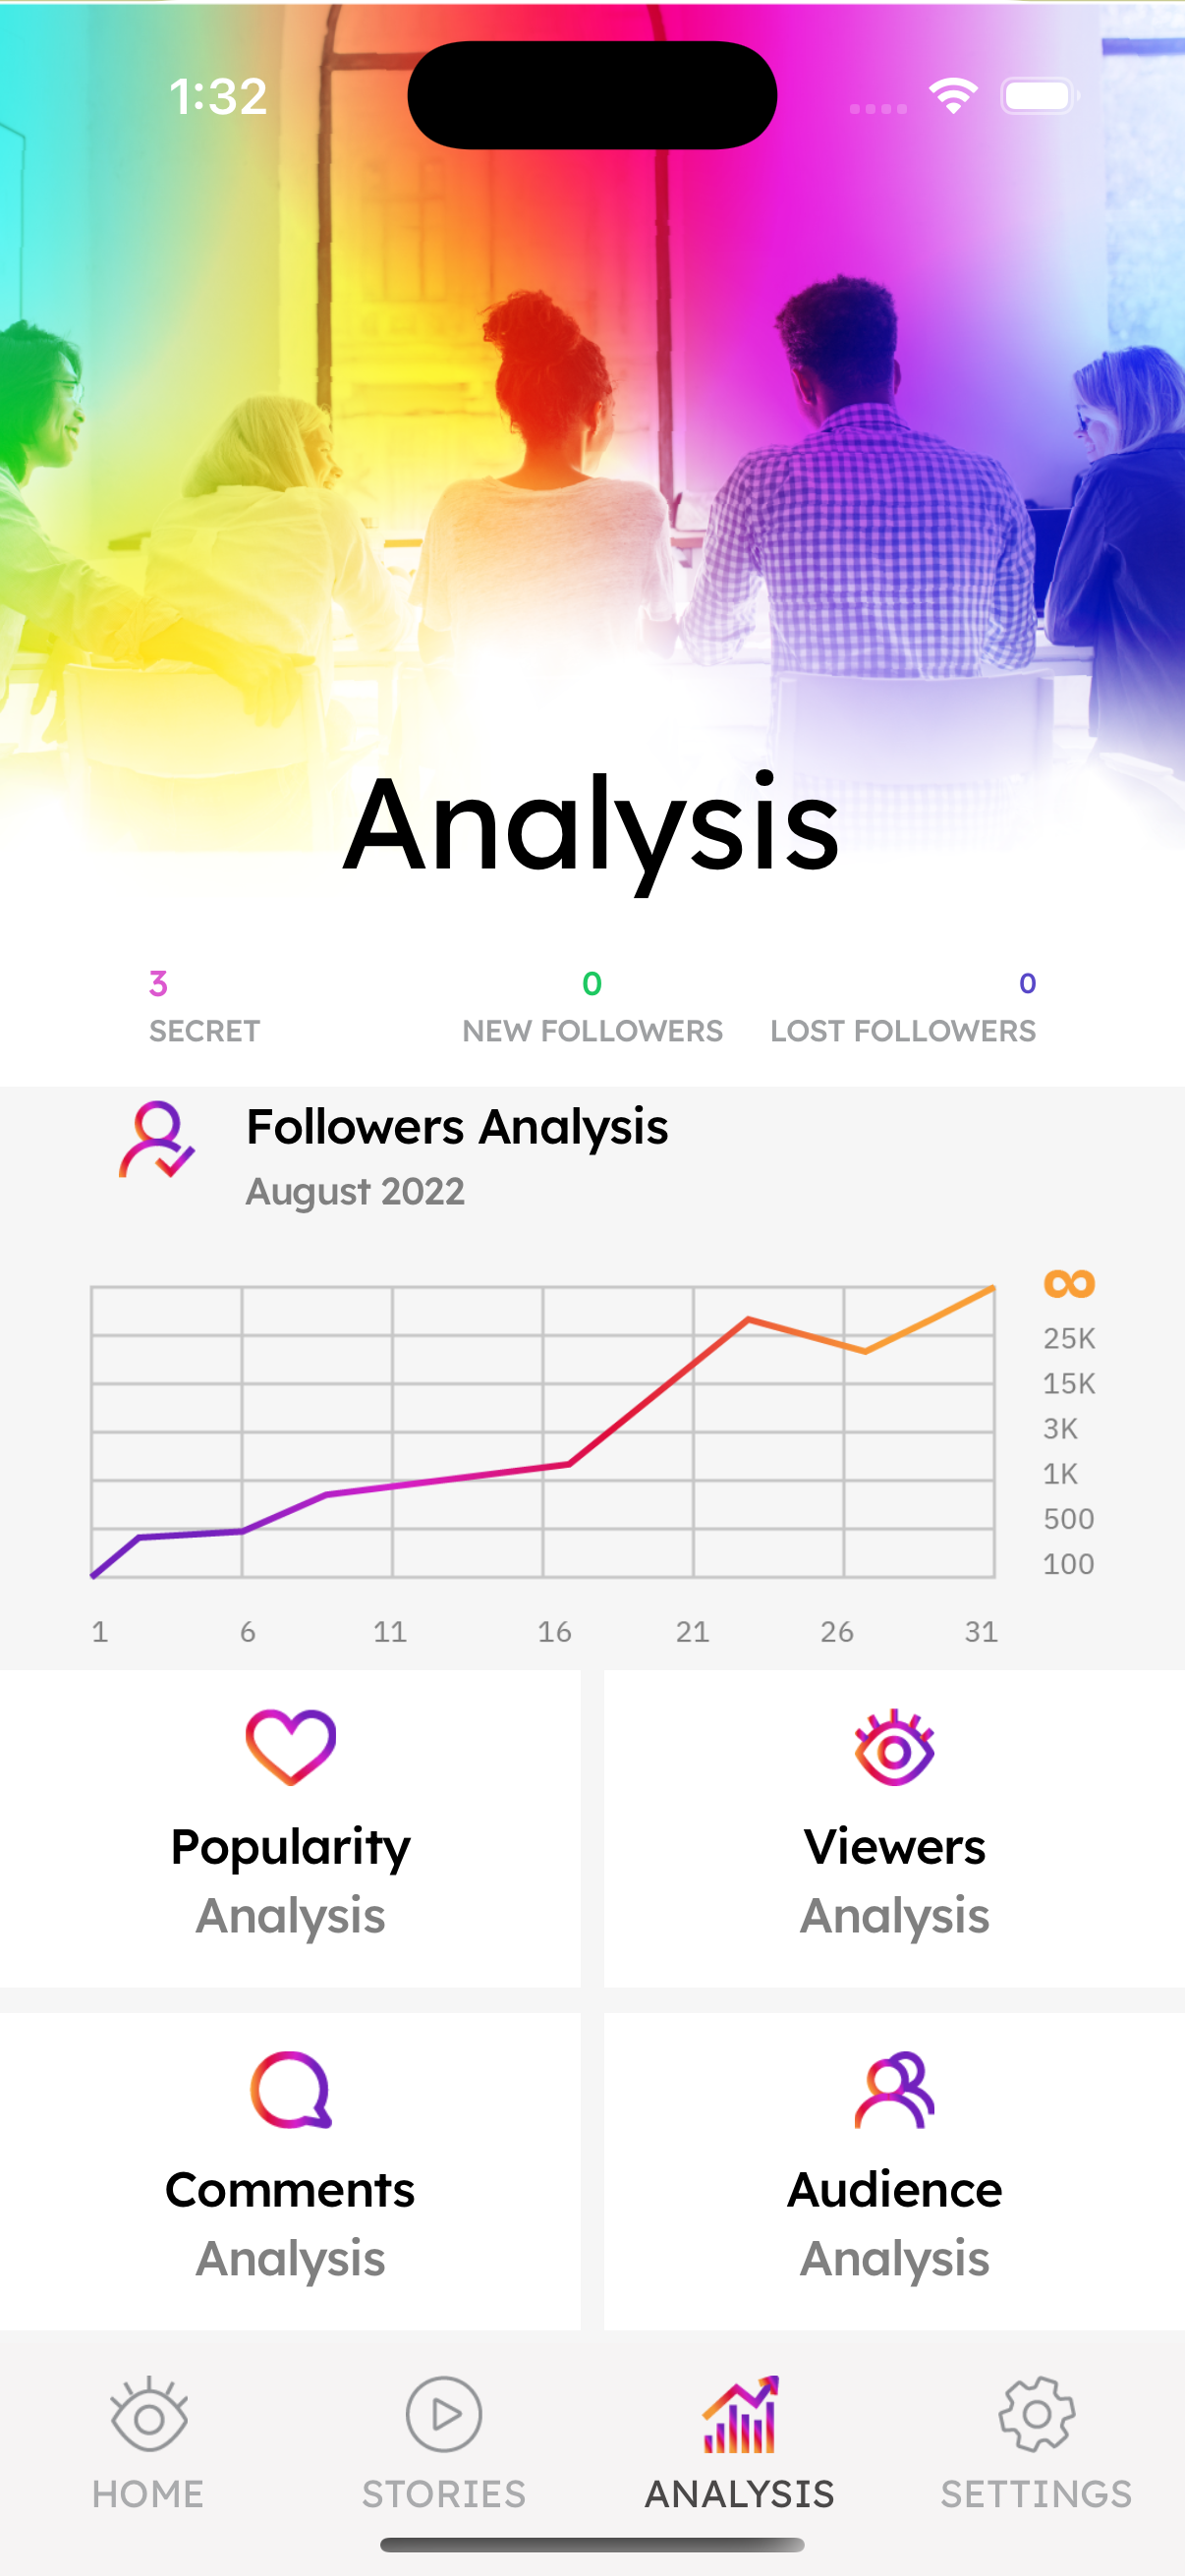 1:32
Analysis
3 0 0
SECRET NEW FOLLOWERS LOST FOLLOWERS
Followers Analysis
August 2022
∞
25K
15K
3K
1K
500
100
1 6 11 16 21 26 31
Popularity Viewers
Analysis Analysis
Comments Audience
Analysis Analysis
HOME STORIES ANALYSIS SETTINGS